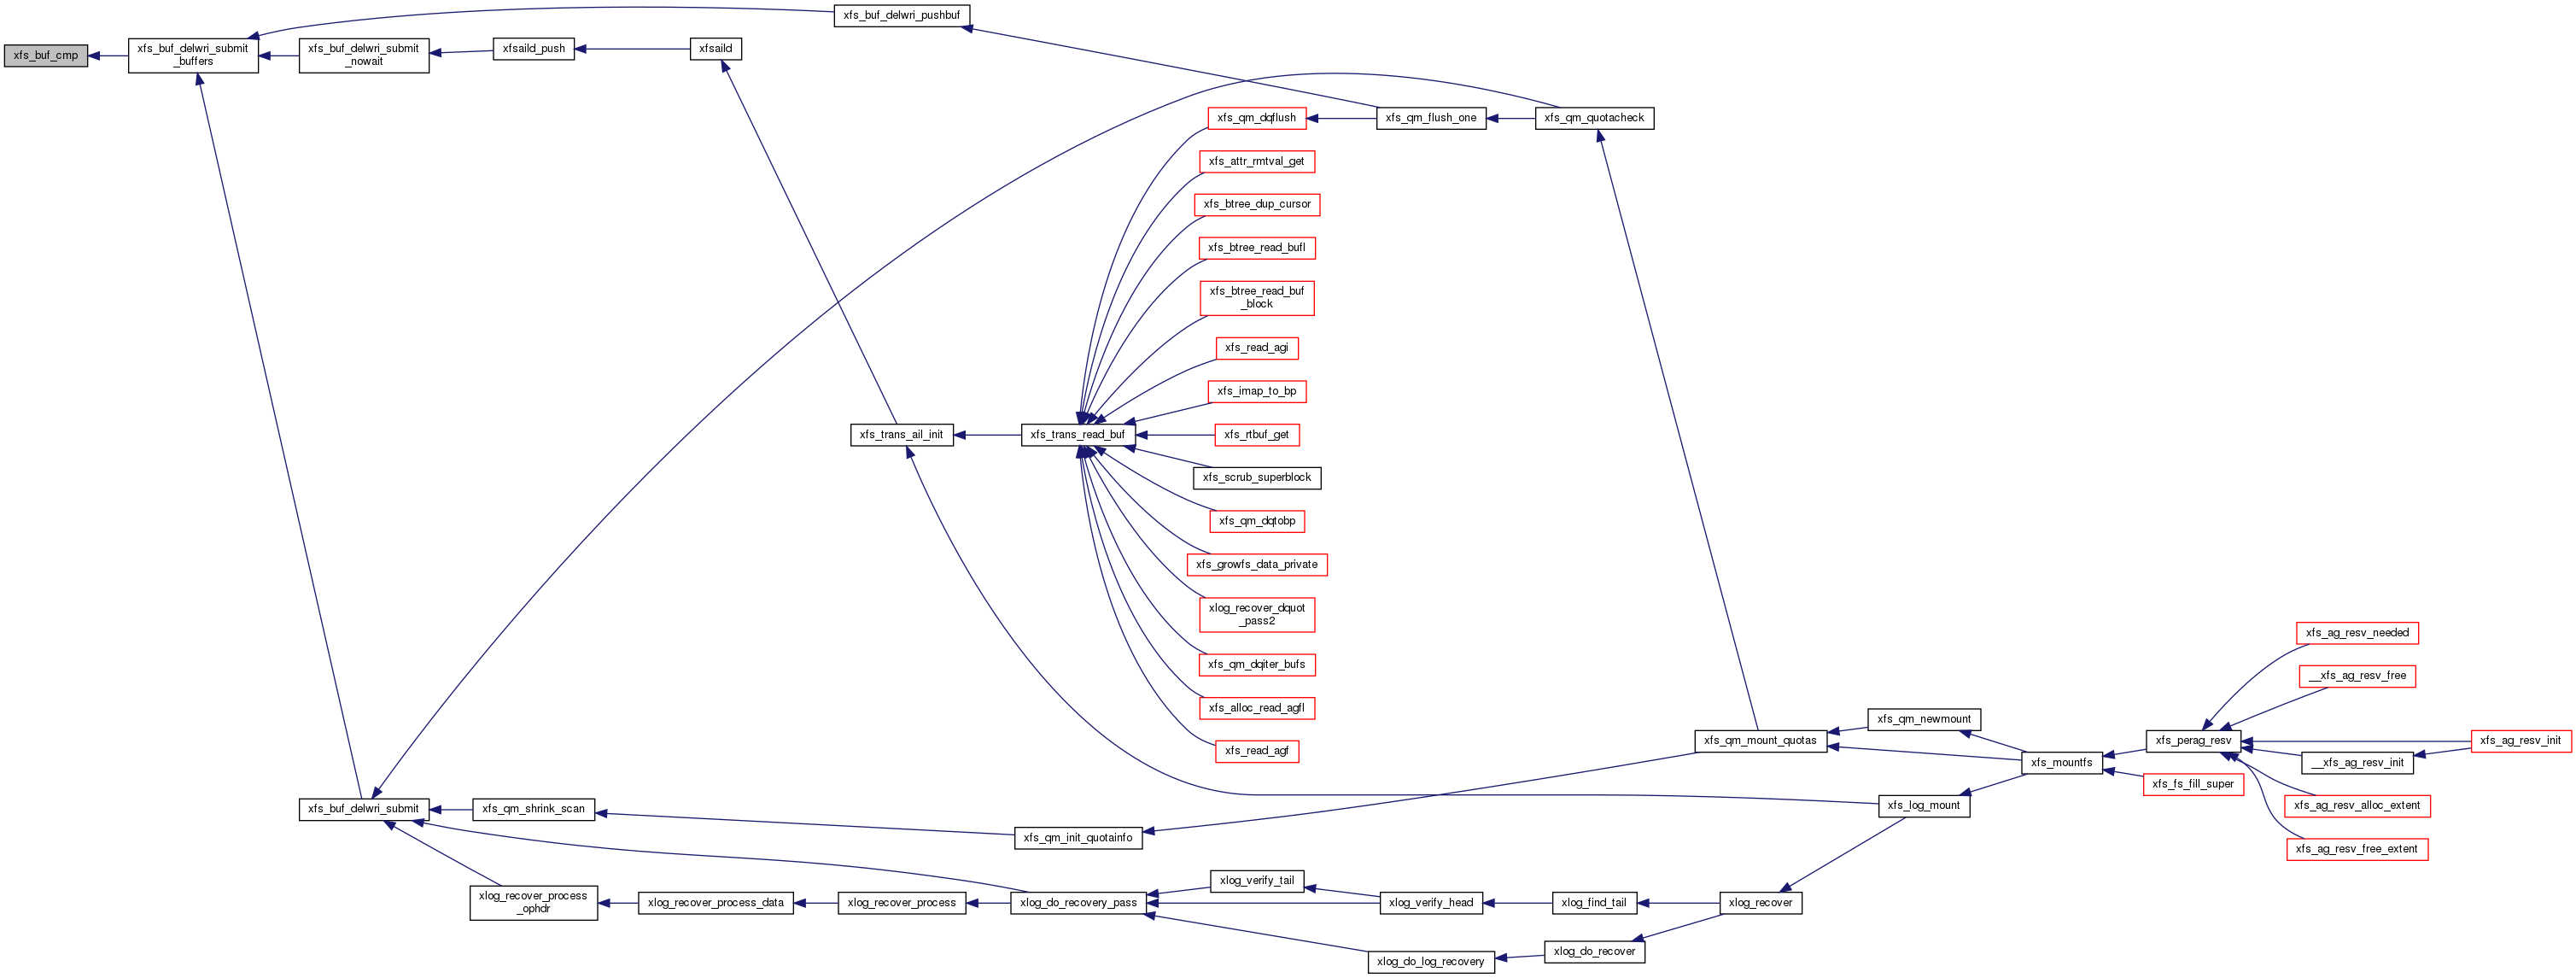 xfs_buf_cmp
xfs_buf_delwri_submit
_buffers
xfs_buf_delwri_pushbuf
xfs_buf_delwri_submit
_nowait
xfsaild_push
xfsaild
xfs_qm_dqflush
xfs_qm_flush_one
xfs_qm_quotacheck
xfs_attr_rmtval_get
xfs_btree_dup_cursor
xfs_btree_read_bufl
xfs_btree_read_buf
_block
xfs_read_agi
xfs_imap_to_bp
xfs_trans_ail_init
xfs_trans_read_buf
xfs_rtbuf_get
xfs_scrub_superblock
xfs_qm_dqtobp
xfs_growfs_data_private
xlog_recover_dquot
_pass2
xfs_qm_dqiter_bufs
xfs_alloc_read_agfl
xfs_read_agf
xfs_ag_resv_needed
__xfs_ag_resv_free
xfs_qm_newmount
xfs_qm_mount_quotas
xfs_perag_resv
xfs_ag_resv_init
xfs_mountfs
__xfs_ag_resv_init
xfs_fs_fill_super
xfs_buf_delwri_submit
xfs_qm_shrink_scan
xfs_log_mount
xfs_ag_resv_alloc_extent
xfs_qm_init_quotainfo
xfs_ag_resv_free_extent
xlog_verify_tail
xlog_recover_process
_ophdr
xlog_recover_process_data
xlog_recover_process
xlog_do_recovery_pass
xlog_verify_head
xlog_find_tail
xlog_recover
xlog_do_log_recovery
xlog_do_recover